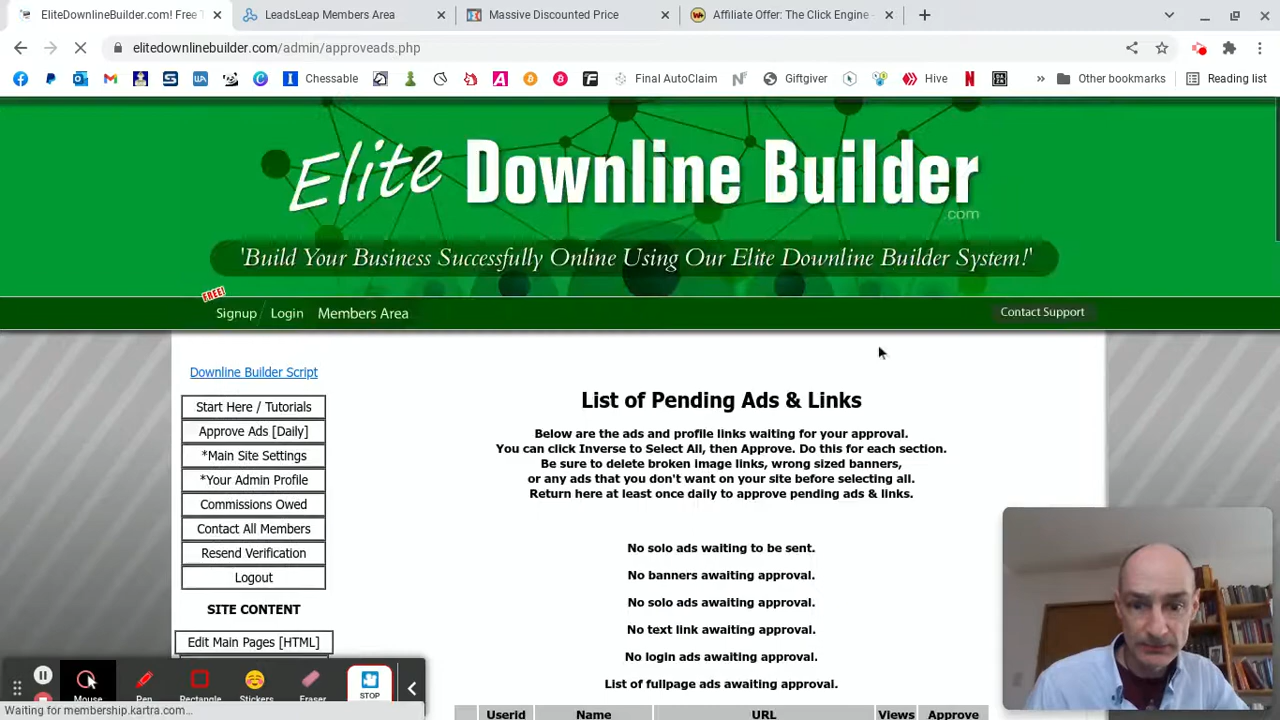 EliteDownlineBuilder.com! Free T
LeadsLeap Members Area
Massive Discounted Price
Affiliate Offer: The Click Engine -
elitedownlinebuilder.com/admin/approveads.php
Chessable
Final AutoClaim
Giftgiver
Hive
Other bookmarks
Reading list
Elite Downline Builder
.com
'Build Your Business Successfully Online Using Our Elite Downline Builder System!'
FREE!
Signup
Login
Members Area
Contact Support
Downline Builder Script
Start Here / Tutorials
Approve Ads [Daily]
*Main Site Settings
*Your Admin Profile
Commissions Owed
Contact All Members
Resend Verification
Logout
SITE CONTENT
Edit Main Pages [HTML]
List of Pending Ads & Links
Below are the ads and profile links waiting for your approval.
You can click Inverse to Select All, then Approve. Do this for each section.
Be sure to delete broken image links, wrong sized banners,
or any ads that you don't want on your site before selecting all.
Return here at least once daily to approve pending ads & links.
No solo ads waiting to be sent.
No banners awaiting approval.
No solo ads awaiting approval.
No text link awaiting approval.
No login ads awaiting approval.
List of fullpage ads awaiting approval.
UserId Name URL Views Approve
Mouse
Pen
Rectangle
Stickers
Eraser
STOP
Waiting for membership.kartra.com...